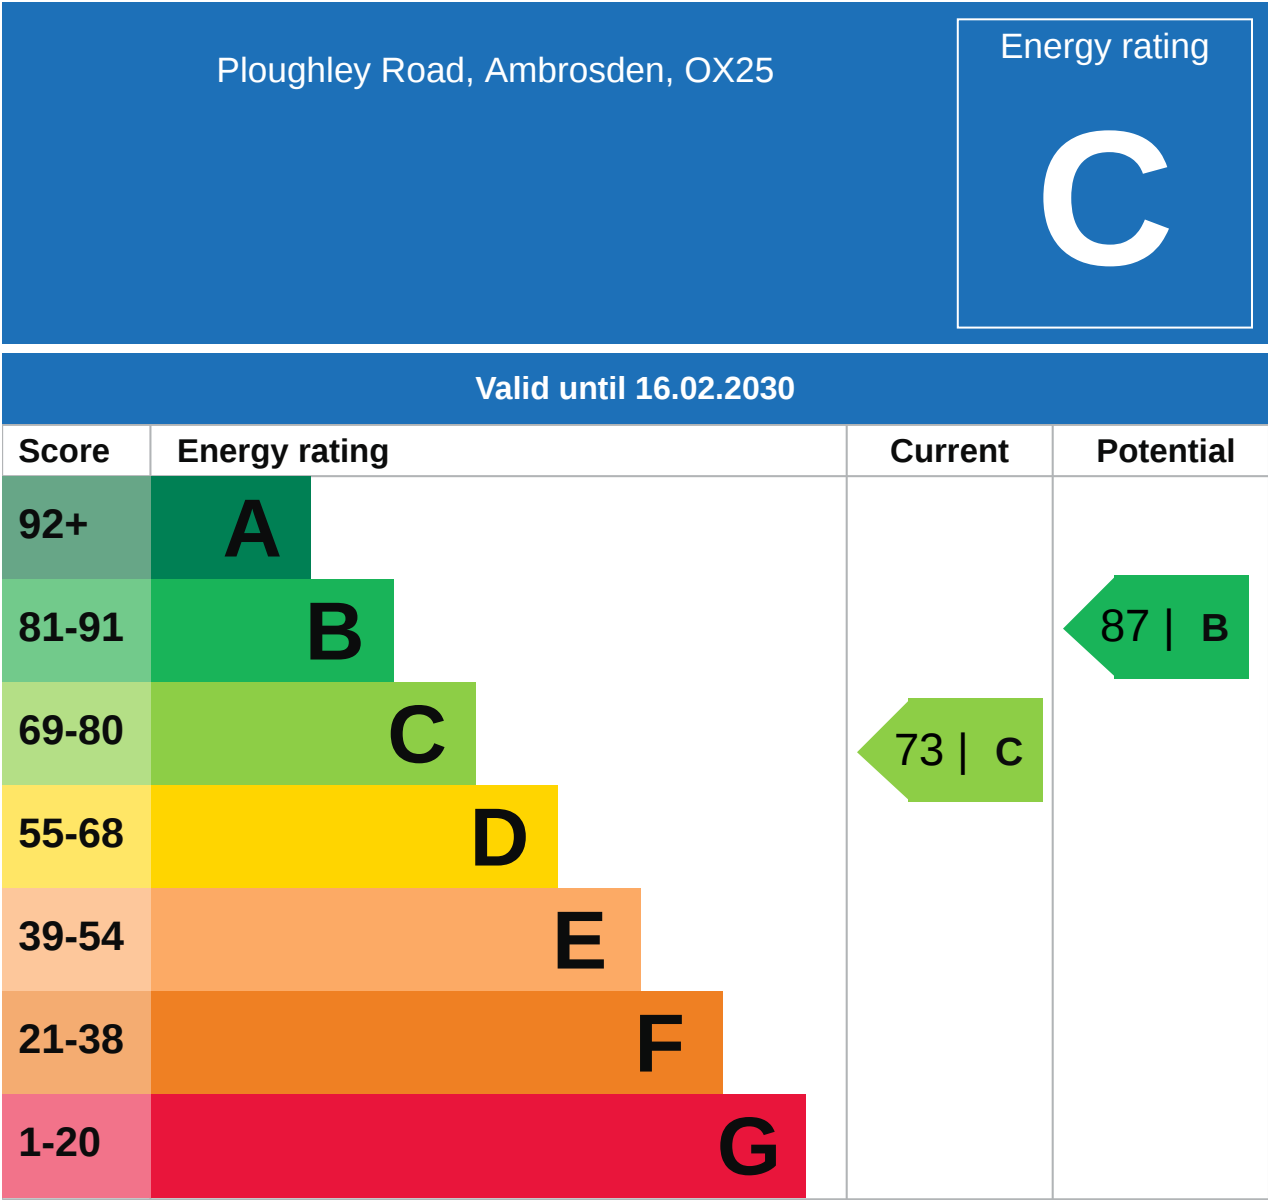 Ploughley Road, Ambrosden, OX25
Energy rating
C
Valid until 16.02.2030
Score Energy rating Current Potential
92+ A
81-91 B
87 | B
69-80 C
73 | C
55-68 D
39-54 E
21-38 F
1-20 G